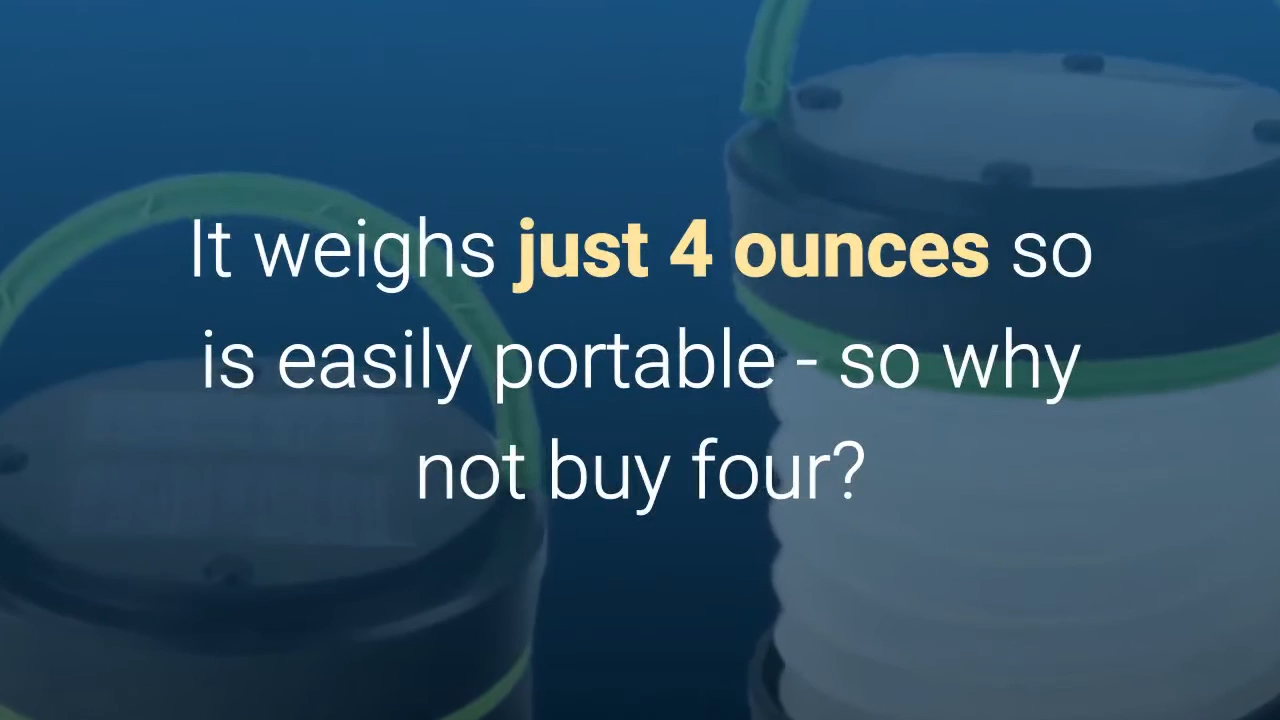 It weighs just 4 ounces so
is easily portable - so why
not buy four?